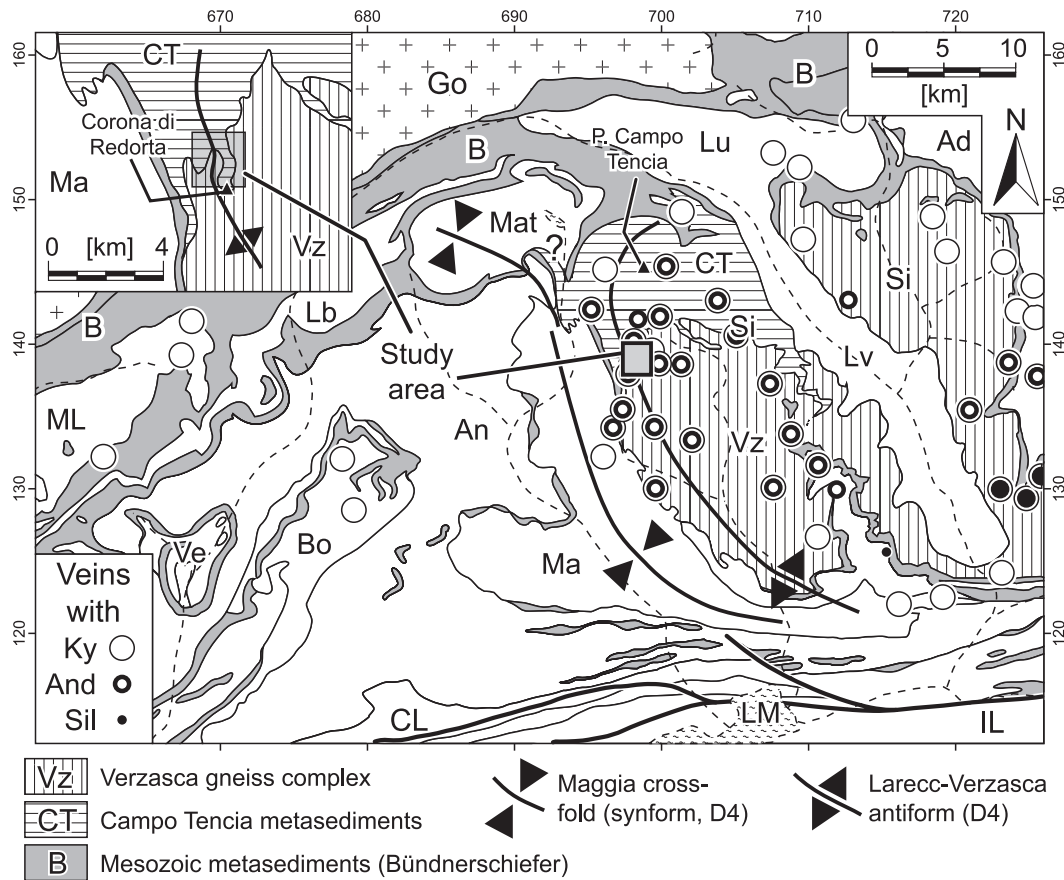 670 680 690 700 710 720
160 160
150 150
140 140
130 130
120 120
CT
Corona di
Redorta
Ma
Vz
0 [km] 4
Go
B
0 5 10
[km]
N
B
P. Campo
Tencia
Lu
Ad
Mat
?
CT
Si
Si
Lb
B
Study
area
Lv
ML
An
Vz
Bo
Ve
Ma
Veins
with
Ky
And
Sil
CL
LM
IL
Vz Verzasca gneiss complex
CT Campo Tencia metasediments
B Mesozoic metasediments (Bündnerschiefer)
Maggia cross-
fold (synform, D4)
Larecc-Verzasca
antiform (D4)